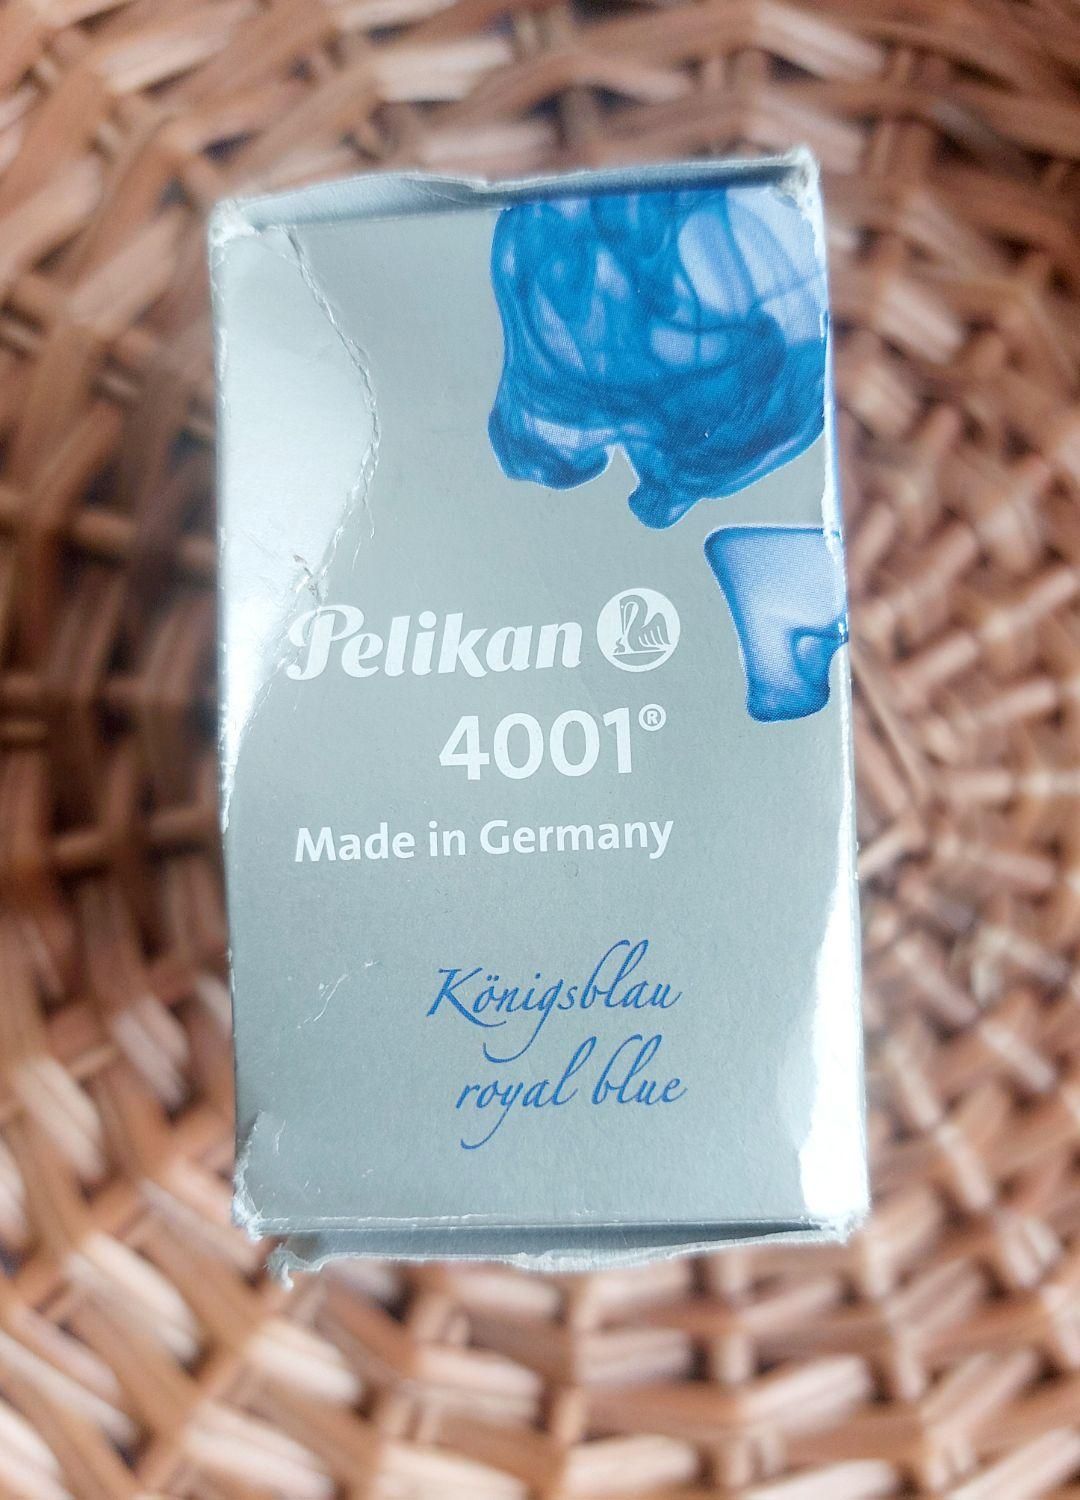 Pelikan
4001®
Made in Germany
Königsblau
royal blue